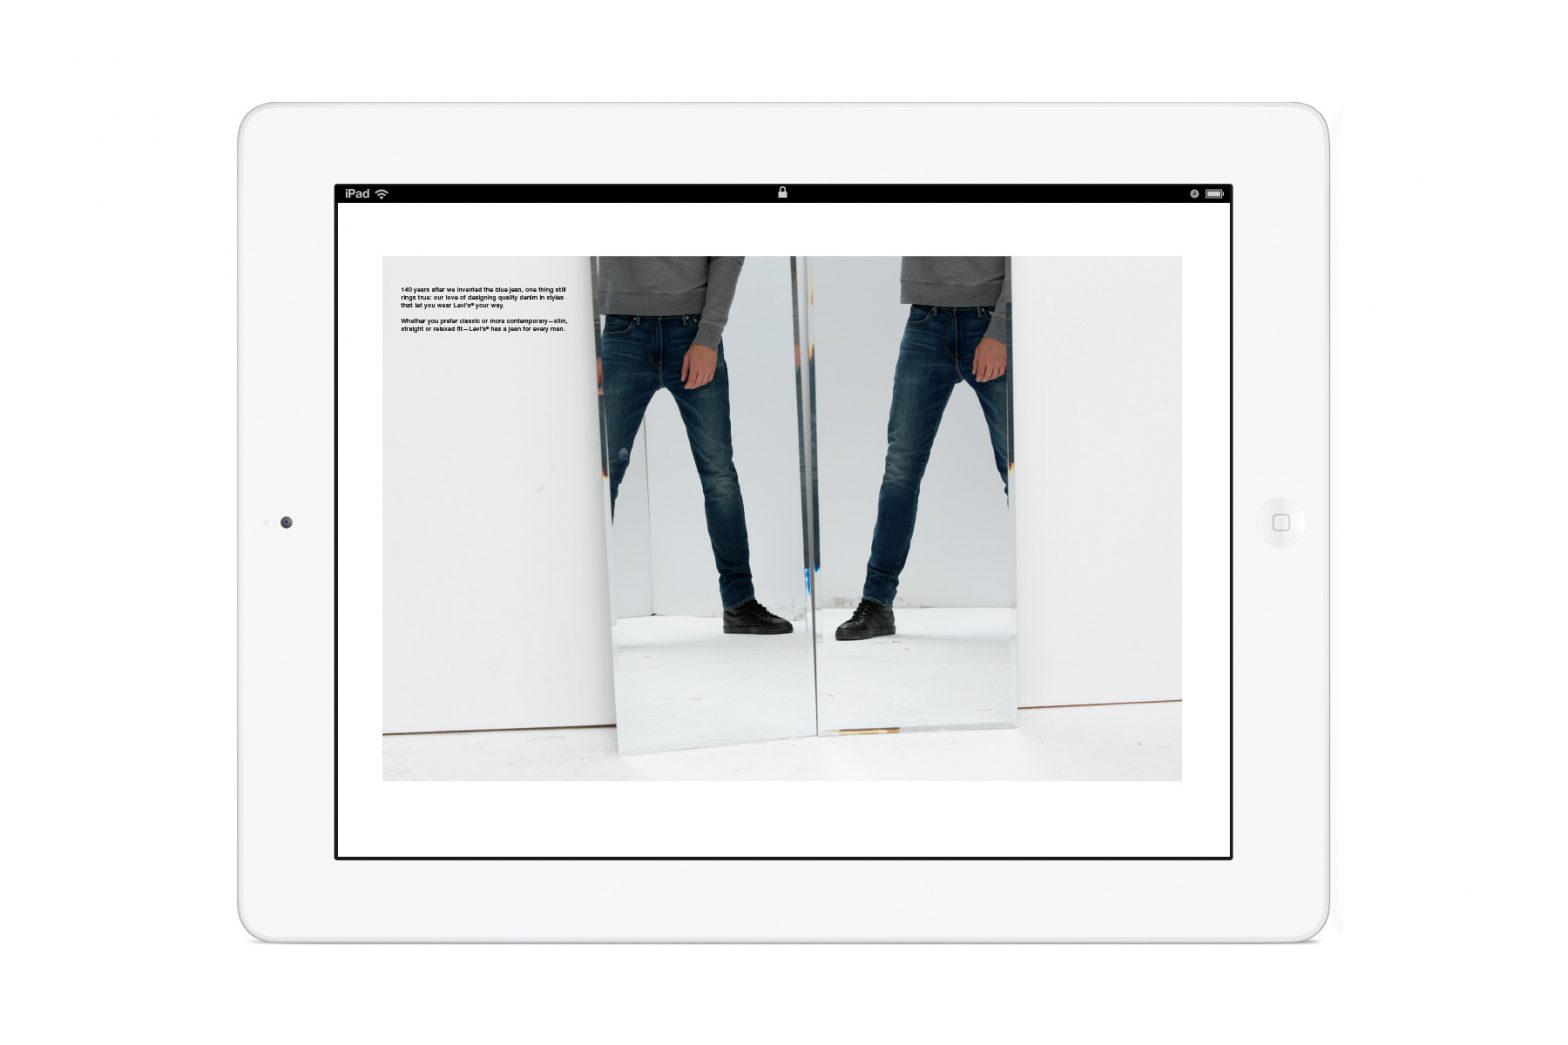 iPad
140 years after we invented the blue jean, one thing still
rings true: our love of designing quality denim in styles
that let you wear Levi's® your way.
Whether you prefer classic or more contemporary—slim,
straight or relaxed fit—Levi's® has a jean for every man.